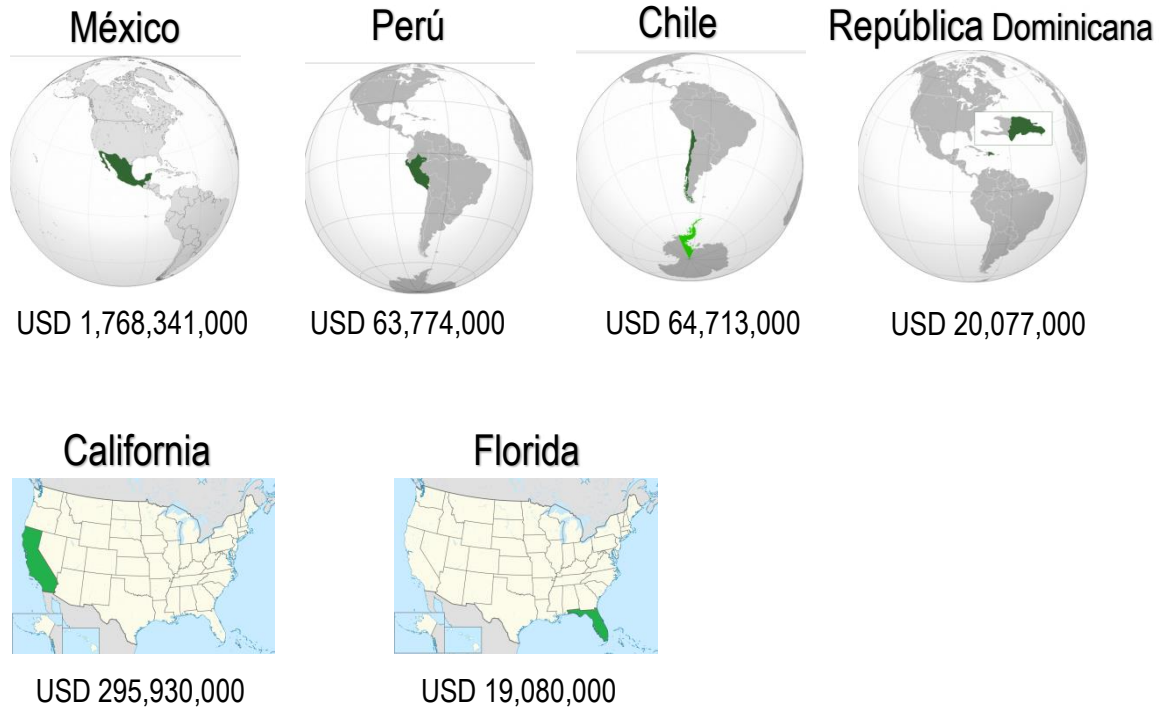 México
Perú
Chile
República Dominicana
USD 1,768,341,000
USD 63,774,000
USD 64,713,000
USD 20,077,000
California
Florida
USD 295,930,000
USD 19,080,000